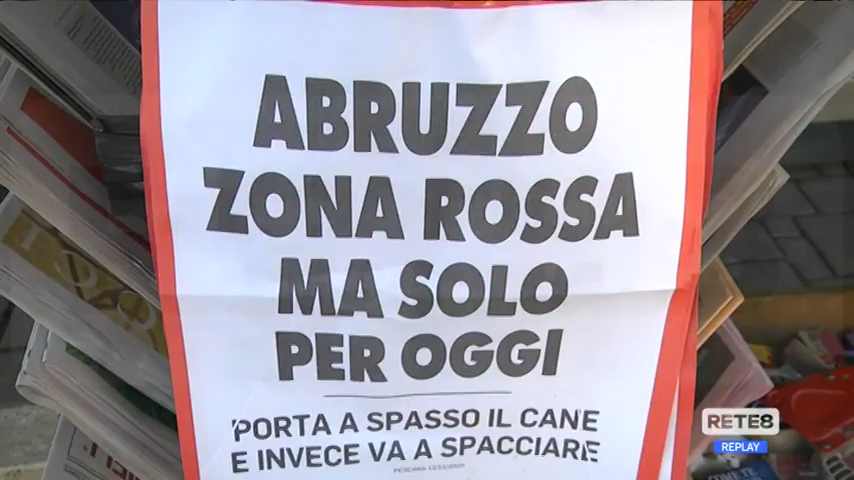 ABRUZZO
ZONA ROSSA
MA SOLO
PER OGGI
PORTA A SPASSO IL CANE
E INVECE VA A SPACCIARE
RETE8
REPLAY